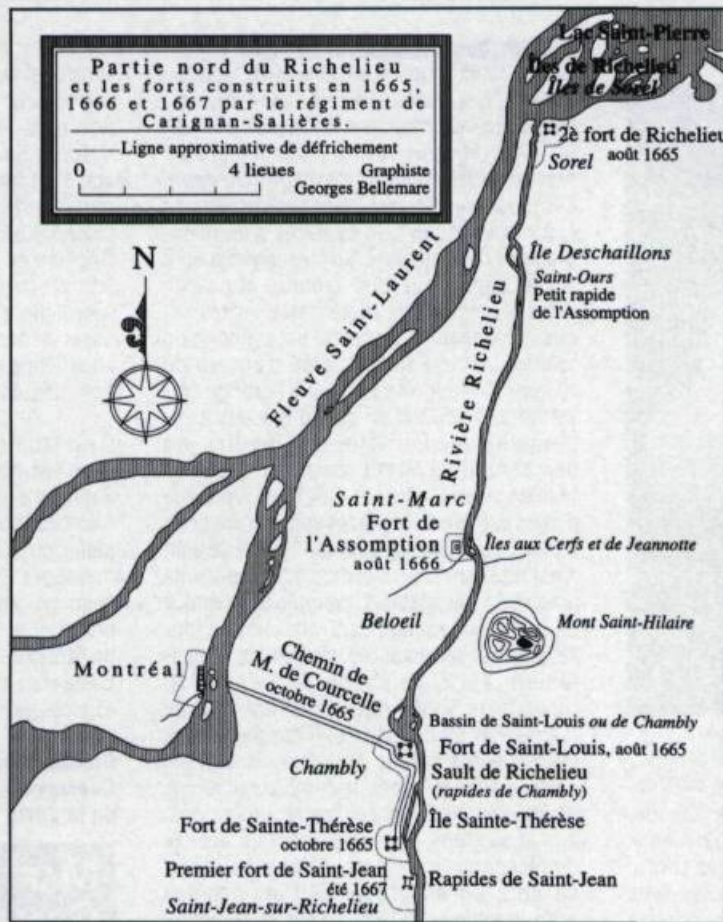 Lac Saint-Pierre
Îles de Richelieu
Îles de Sorel
Partie nord du Richelieu
et les forts construits en 1665,
1666 et 1667 par le régiment de
Carignan-Salières.
Ligne approximative de défrichement
0 4 lieues
Graphiste
Georges Bellemare
2è fort de Richelieu
août 1665
Sorel
N
Fleuve Saint-Laurent
Rivière Richelieu
Île Deschaillons
Saint-Ours
Petit rapide
de l'Assomption
Saint-Marc
Fort de
l'Assomption
août 1666
Îles aux Cerfs et de Jeannotte
Beloeil
Mont Saint-Hilaire
Montréal
Chemin de
M. de Courcelle
octobre 1665
Bassin de Saint-Louis ou de Chambly
Fort de Saint-Louis, août 1665
Chambly
Sault de Richelieu
(rapides de Chambly)
Île Sainte-Thérèse
Fort de Sainte-Thérèse
octobre 1665
Premier fort de Saint-Jean
été 1667
Rapides de Saint-Jean
Saint-Jean-sur-Richelieu